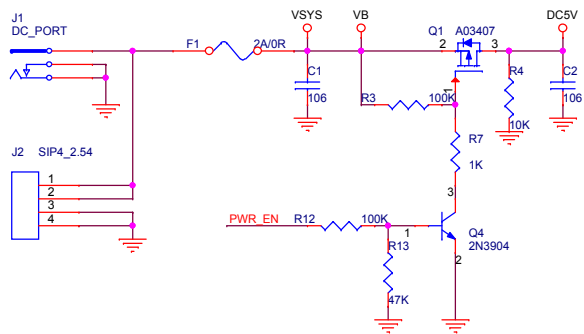 J1
DC_PORT
F1
2A/0R
VSYS
VB
Q1
A03407
DC5V
2
3
1
C1
106
R3
100K
R4
10K
C2
106
R7
1K
J2
SIP4_2.54
1
2
3
4
PWR_EN
R12
100K
1
3
Q4
2N3904
2
R13
47K